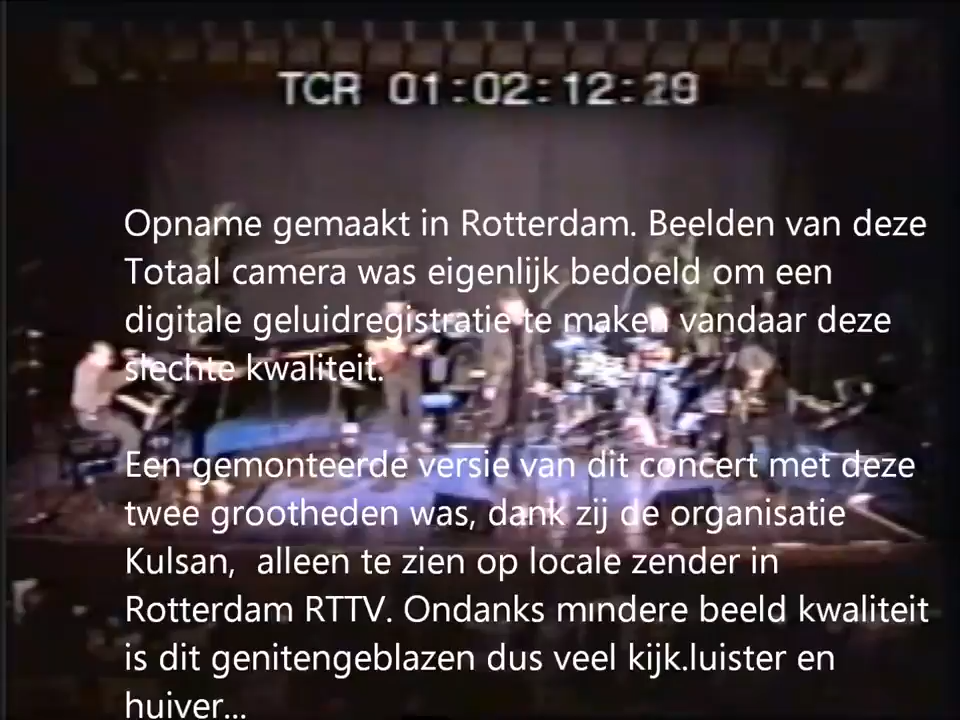 TCR 01:02:12:29
Opname gemaakt in Rotterdam. Beelden van deze
Totaal camera was eigenlijk bedoeld om een
digitale geluidregistratie te maken vandaar deze
slechte kwaliteit.
Een gemonteerde versie van dit concert met deze
twee grootheden was, dank zij de organisatie
Kulsan,  alleen te zien op locale zender in
Rotterdam RTTV. Ondanks mındere beeld kwaliteit
is dit genitengeblazen dus veel kijk.luister en
huiver...